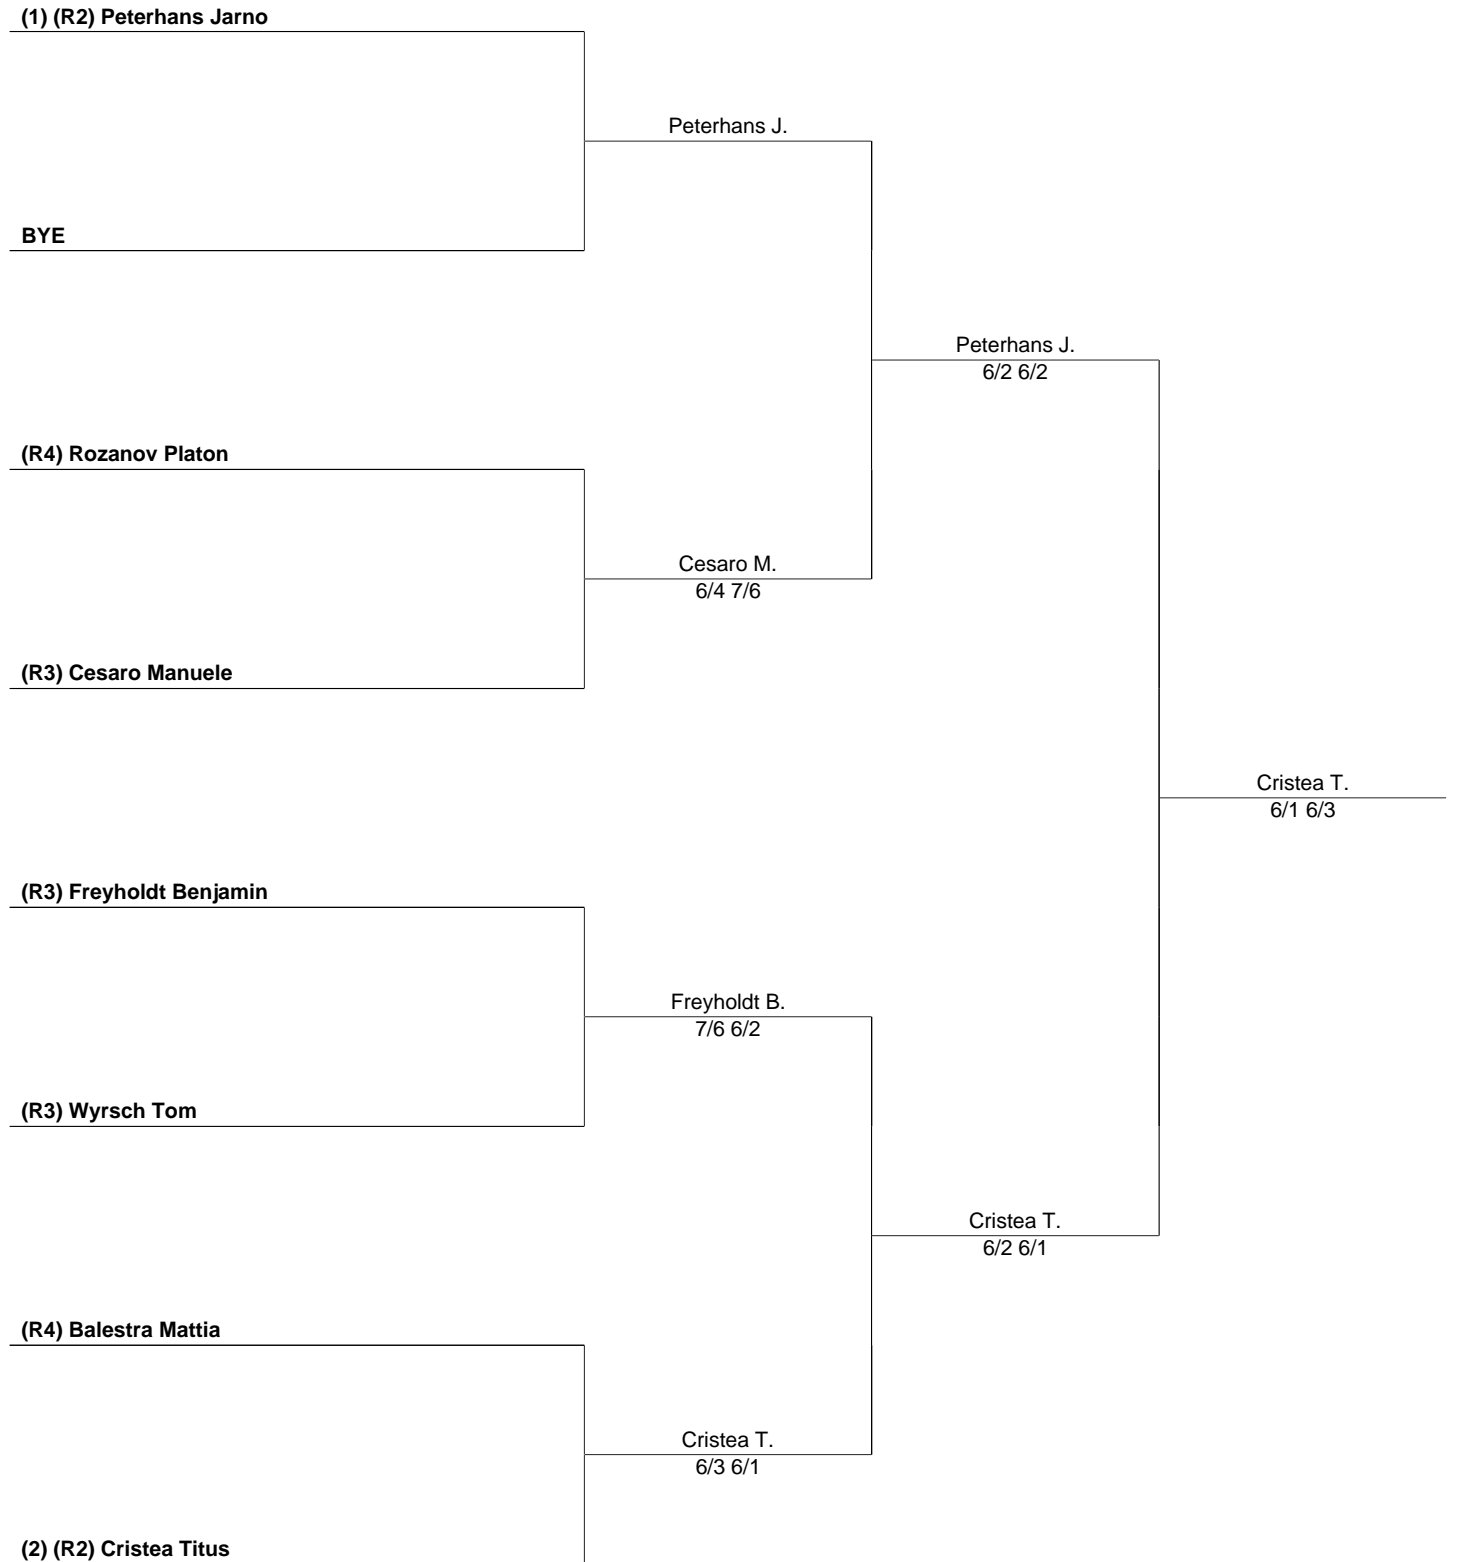 (1) (R2) Peterhans Jarno
Peterhans J.
BYE
Peterhans J.
6/2 6/2
(R4) Rozanov Platon
Cesaro M.
6/4 7/6
(R3) Cesaro Manuele
Cristea T.
6/1 6/3
(R3) Freyholdt Benjamin
Freyholdt B.
7/6 6/2
(R3) Wyrsch Tom
Cristea T.
6/2 6/1
(R4) Balestra Mattia
Cristea T.
6/3 6/1
(2) (R2) Cristea Titus